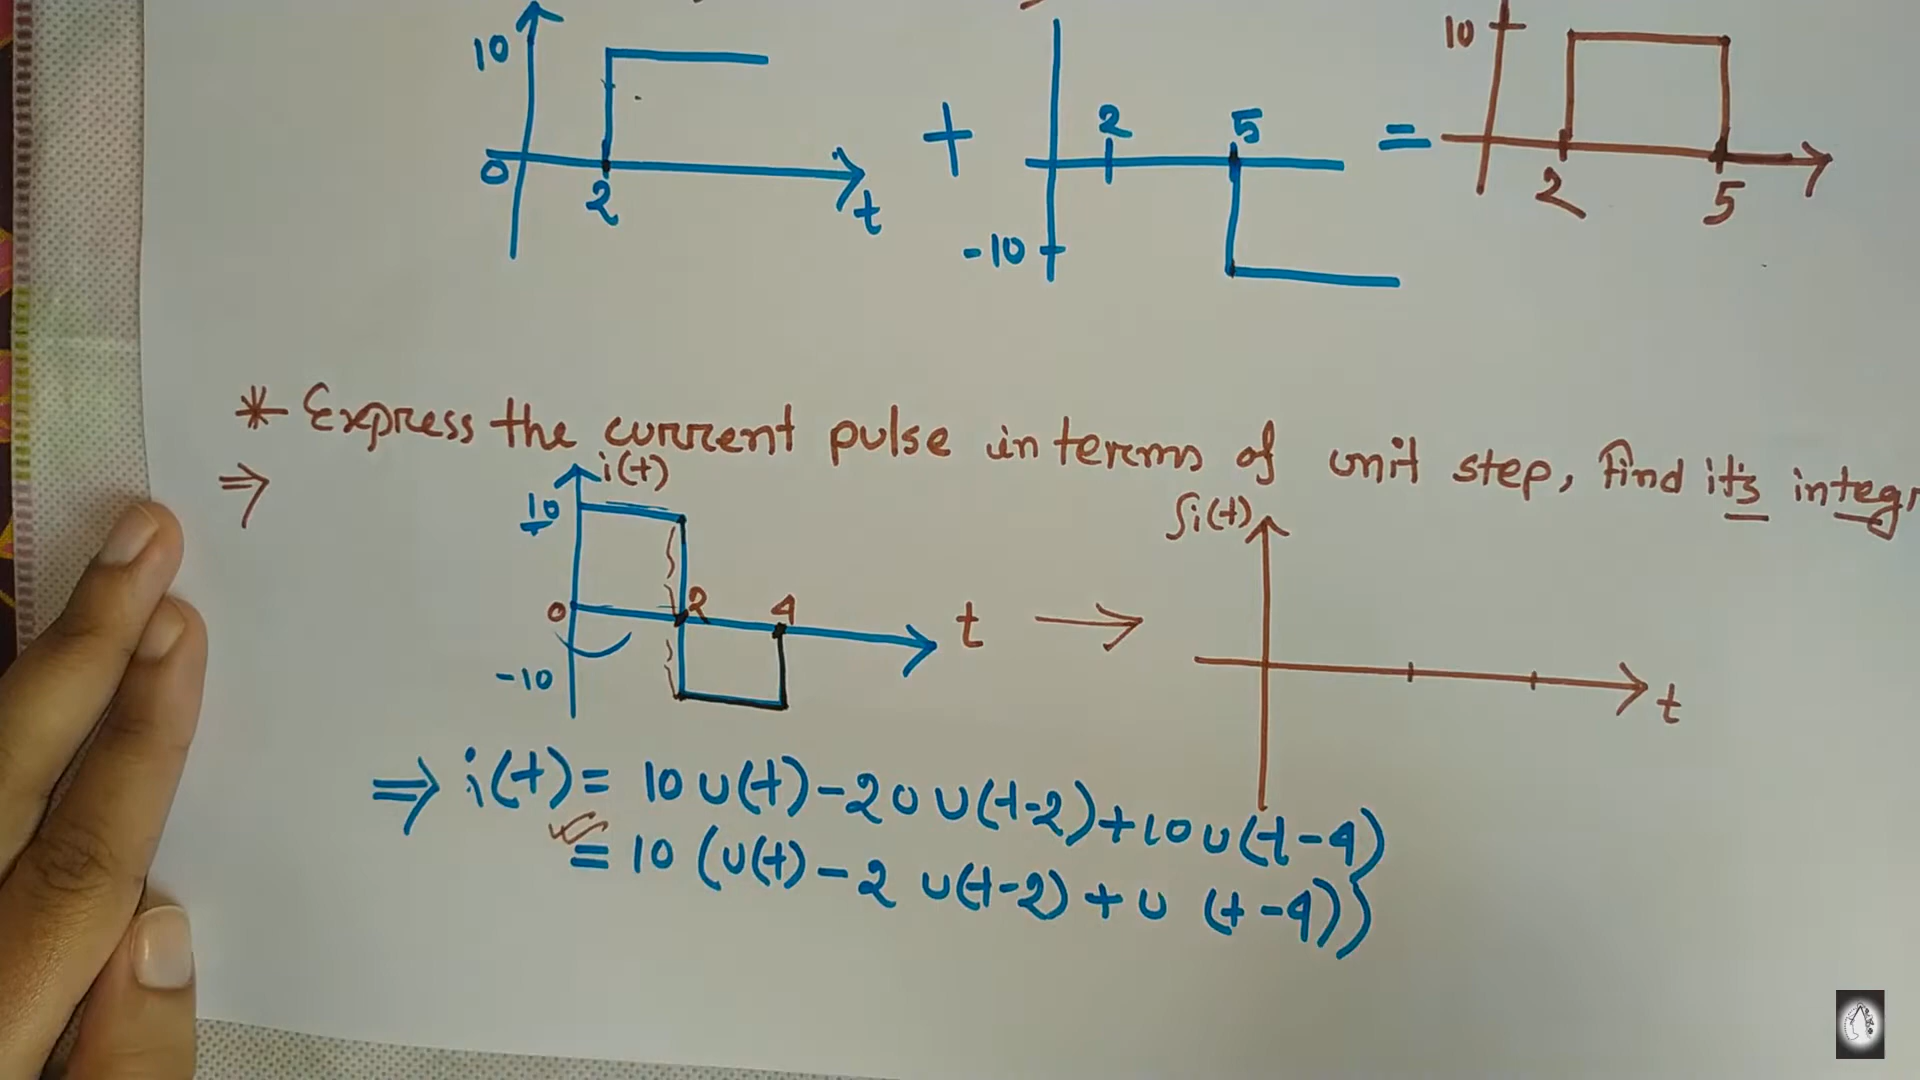 10
0
2
t
+
2
5
-10
=
10
2
5
* Express the current pulse in terms of unit step, Find it's integr
⇒
i(t)
10
0
2
4
t
-10
→
∫i(t)
t
⇒ i(t) = 10 u(t) - 20 u(t-2) + 10 u(t-4)
= 10 (u(t) - 2 u(t-2) + u (t-4))